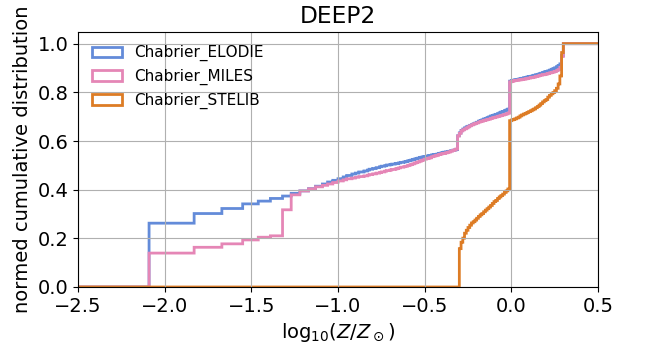 DEEP2
normed cumulative distribution
1.0
0.8
0.6
0.4
0.2
0.0
Chabrier_ELODIE
Chabrier_MILES
Chabrier_STELIB
−2.5 −2.0 −1.5 −1.0 −0.5 0.0 0.5
log₁₀(Z/Z⊙)